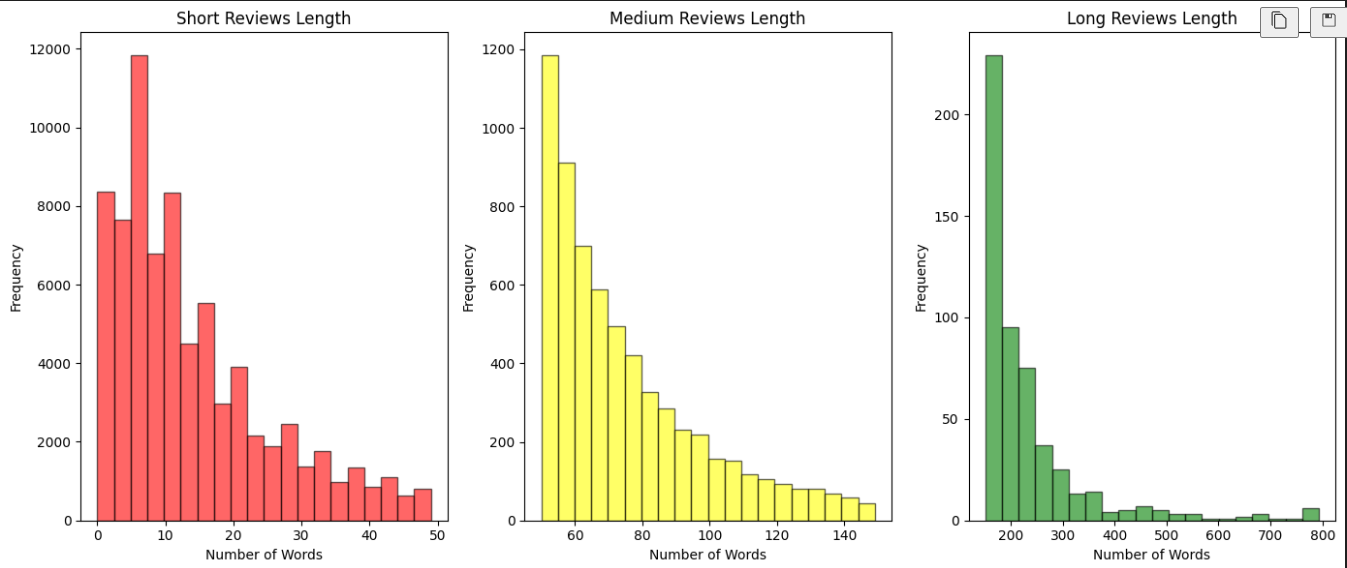 Short Reviews Length
12000
10000
8000
6000
4000
2000
0
Frequency
0 10 20 30 40 50
Number of Words
Medium Reviews Length
1200
1000
800
600
400
200
0
Frequency
60 80 100 120 140
Number of Words
Long Reviews Length
200
150
100
50
0
Frequency
200 300 400 500 600 700 800
Number of Words